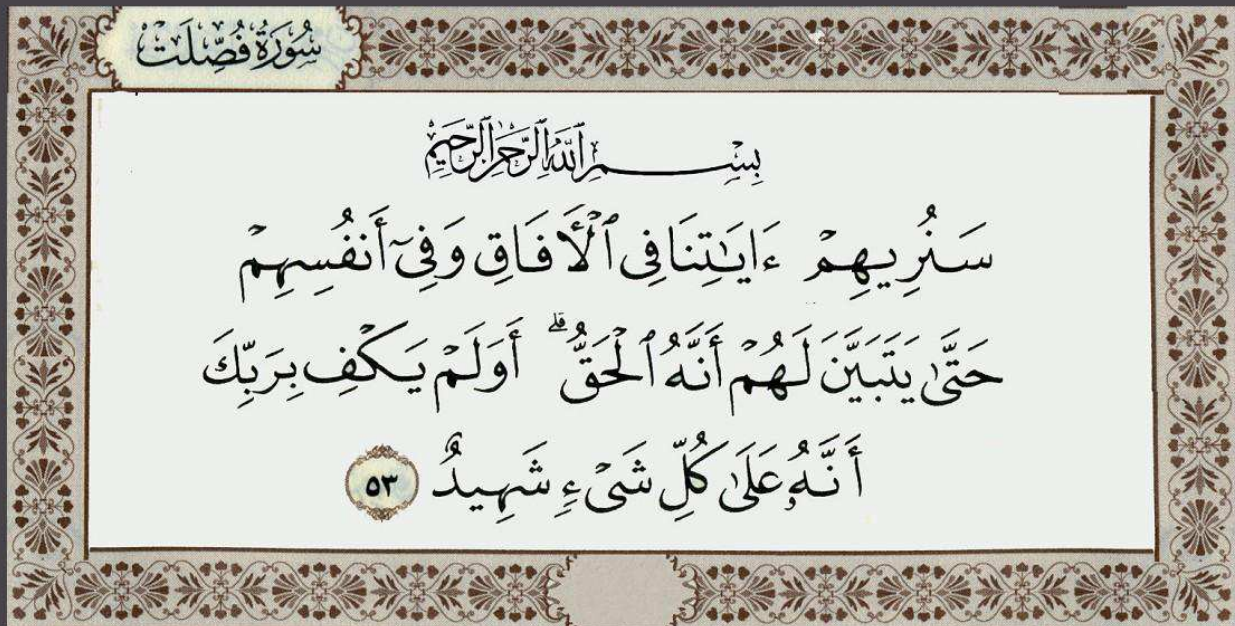 سُورَةُ فُصِّلَتْ
بِسْمِ ٱللَّهِ ٱلرَّحْمَٰنِ ٱلرَّحِيمِ
سَنُرِيهِمْ ءَايَٰتِنَا فِى ٱلْأَفَاقِ وَفِىٓ أَنفُسِهِمْ
حَتَّىٰ يَتَبَيَّنَ لَهُمْ أَنَّهُ ٱلْحَقُّ ۗ أَوَلَمْ يَكْفِ بِرَبِّكَ
أَنَّهُۥ عَلَىٰ كُلِّ شَىْءٍ شَهِيدٌ ٥٣